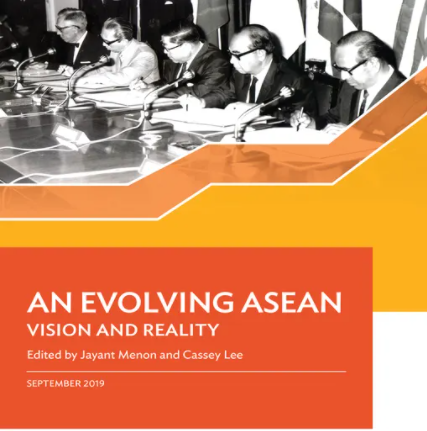 AN EVOLVING ASEAN
VISION AND REALITY
Edited by Jayant Menon and Cassey Lee
SEPTEMBER 2019